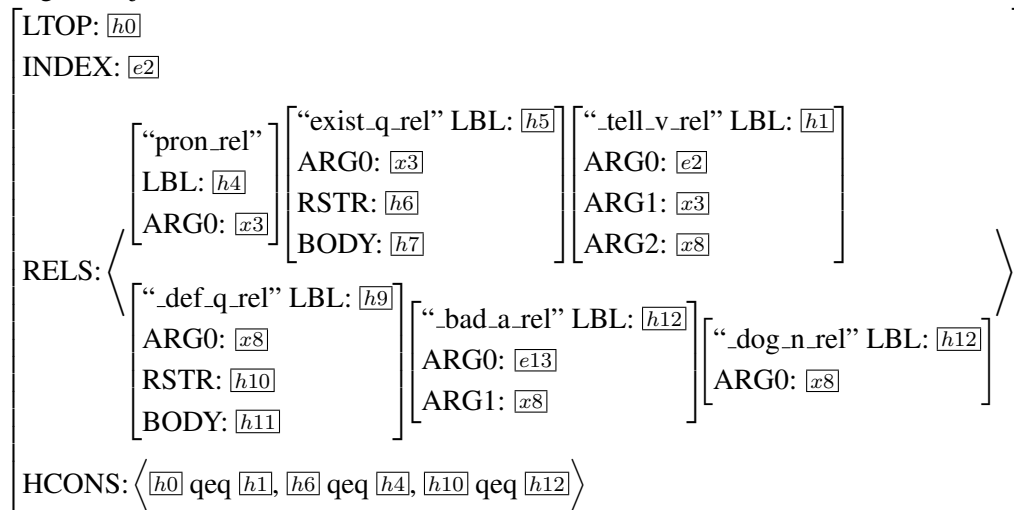 LTOP: h0
INDEX: e2
RELS:
“pron_rel”
LBL: h4
ARG0: x3
“exist_q_rel” LBL: h5
ARG0: x3
RSTR: h6
BODY: h7
“_tell_v_rel” LBL: h1
ARG0: e2
ARG1: x3
ARG2: x8
“_def_q_rel” LBL: h9
ARG0: x8
RSTR: h10
BODY: h11
“_bad_a_rel” LBL: h12
ARG0: e13
ARG1: x8
“_dog_n_rel” LBL: h12
ARG0: x8
HCONS: ⟨ h0 qeq h1, h6 qeq h4, h10 qeq h12 ⟩